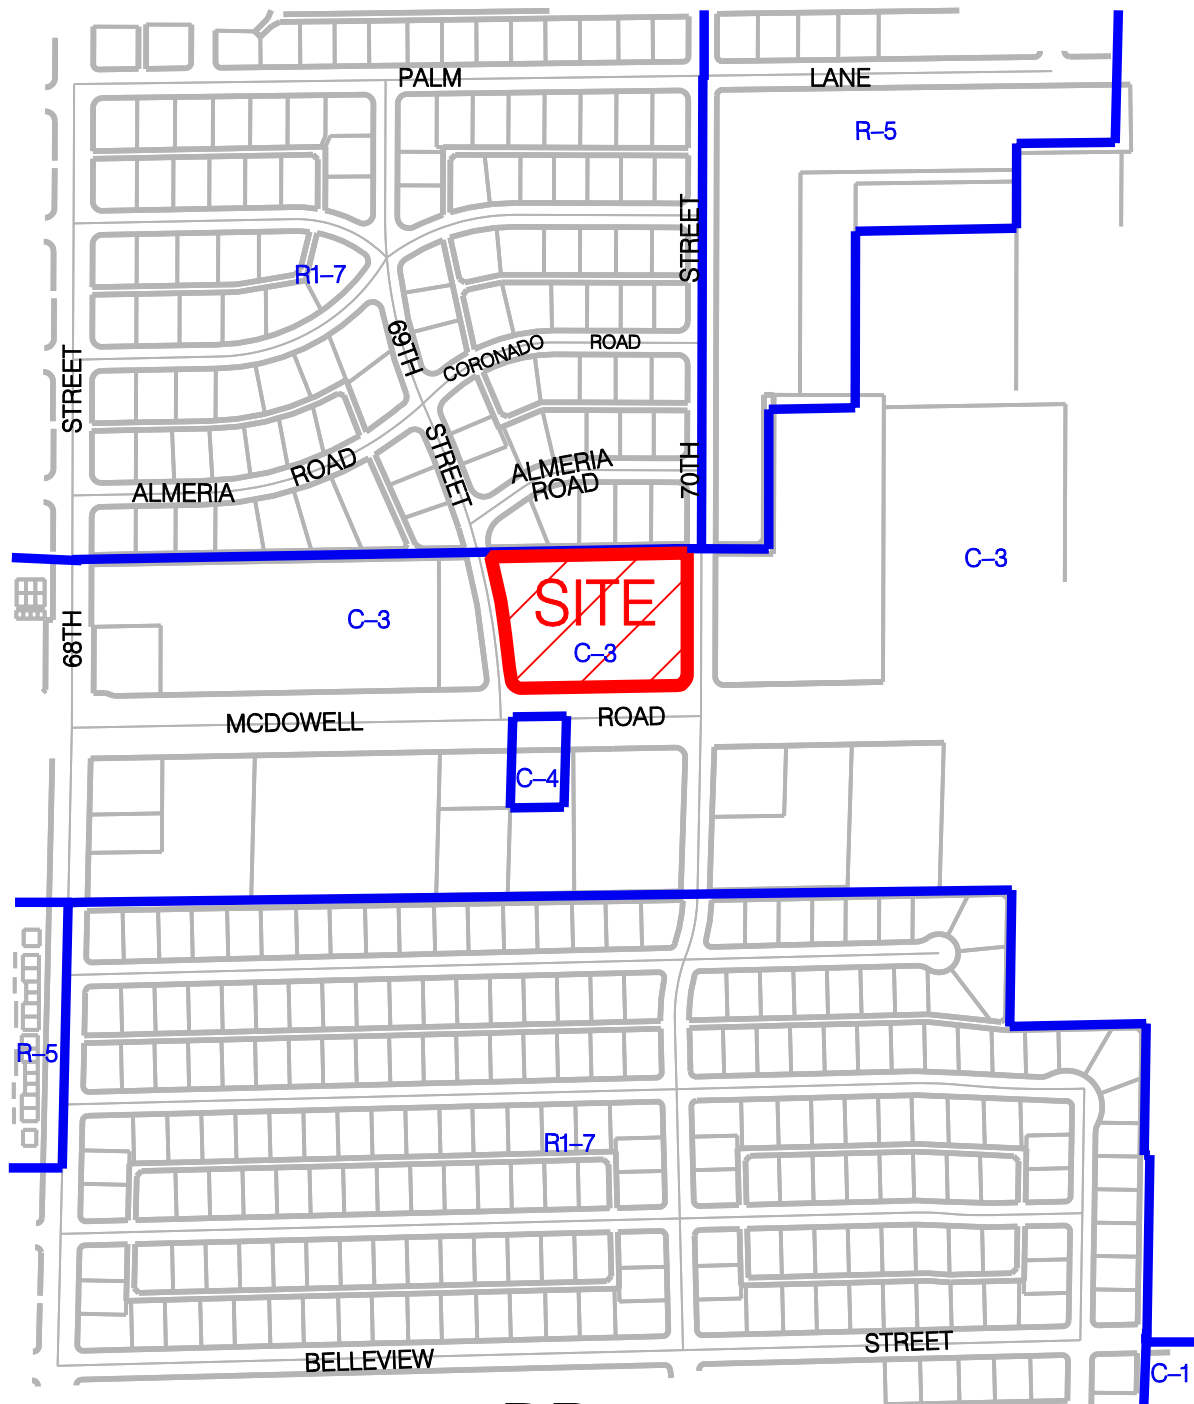 PALM
LANE
R–5
STREET
R1–7
69TH
CORONADO
ROAD
STREET
STREET
ROAD
ALMERIA
ROAD
ALMERIA
70TH
C–3
SITE
C–3
C–3
68TH
MCDOWELL
ROAD
C–4
R–5
R1–7
STREET
BELLEVIEW
C–1